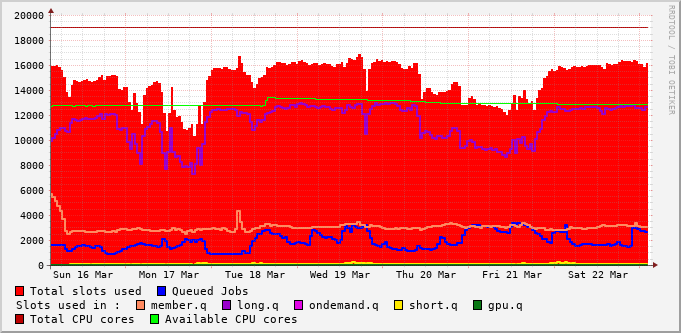 RRDTOOL / TOBI OETIKER
20000
18000
16000
14000
12000
10000
8000
6000
4000
2000
0
Sun 16 Mar Mon 17 Mar Tue 18 Mar Wed 19 Mar Thu 20 Mar Fri 21 Mar Sat 22 Mar
Total slots used Queued Jobs
Slots used in : member.q long.q ondemand.q short.q gpu.q
Total CPU cores Available CPU cores